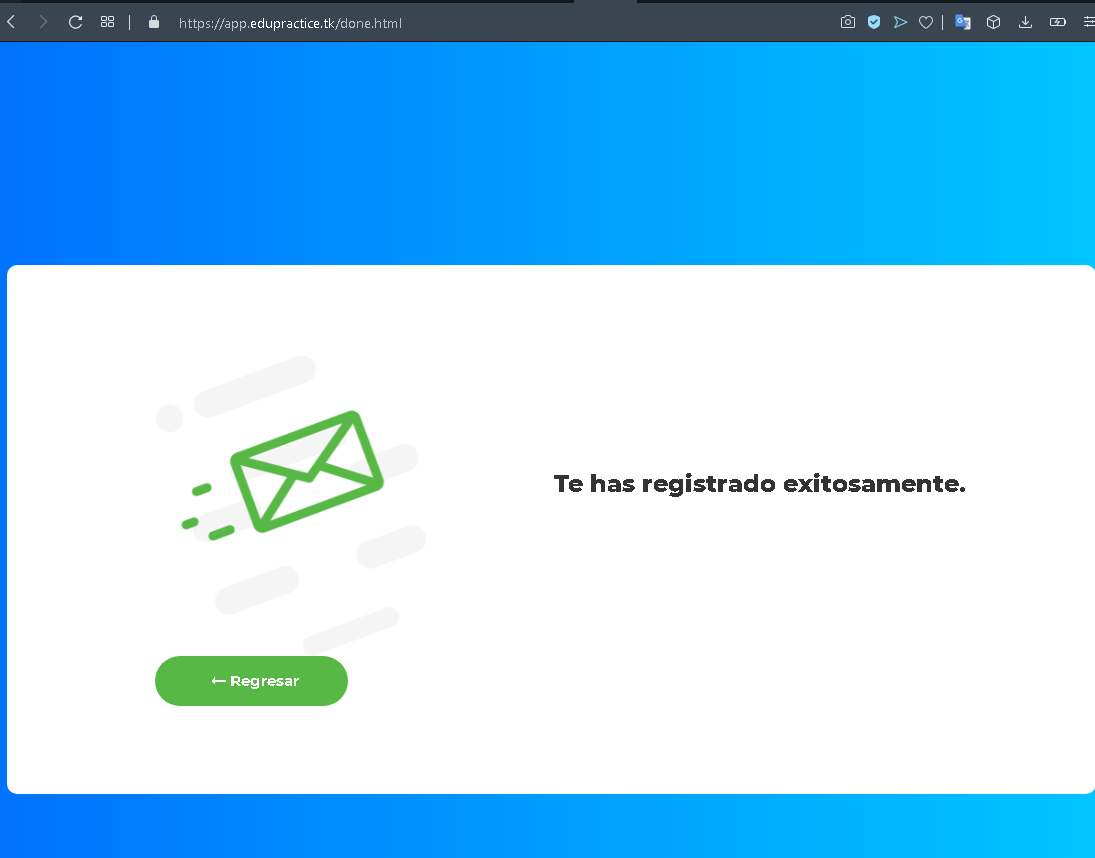 https://app.edupractice.tk/done.html
Te has registrado exitosamente.
← Regresar